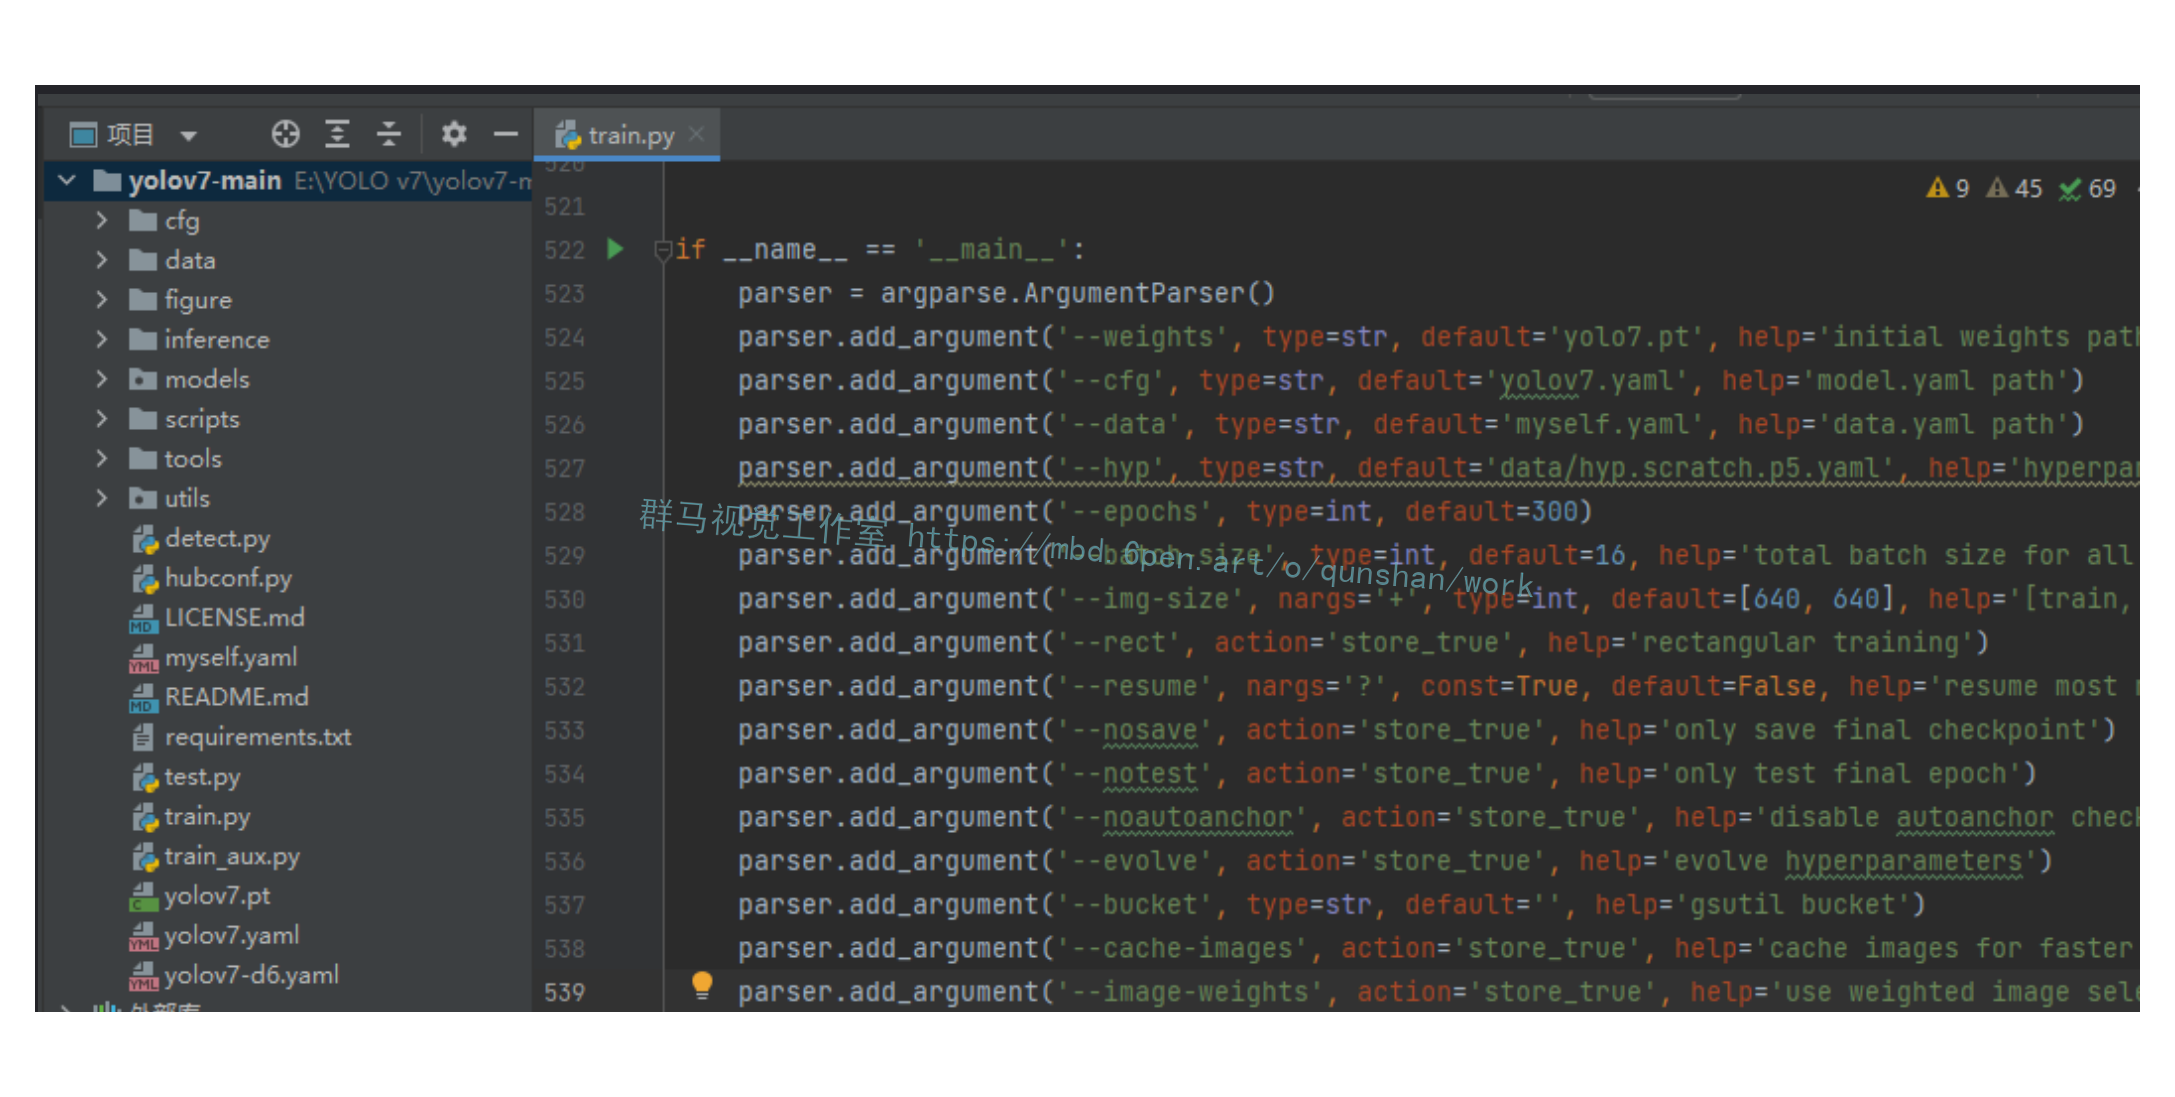 项目
train.py
yolov7-main E:\YOLO v7\yolov7-m
cfg
data
figure
inference
models
scripts
tools
utils
detect.py
hubconf.py
LICENSE.md
myself.yaml
README.md
requirements.txt
test.py
train.py
train_aux.py
yolov7.pt
yolov7.yaml
yolov7-d6.yaml
外部库
9 45 69
520
521
522 if __name__ == '__main__':
523 parser = argparse.ArgumentParser()
524 parser.add_argument('--weights', type=str, default='yolo7.pt', help='initial weights path
525 parser.add_argument('--cfg', type=str, default='yolov7.yaml', help='model.yaml path')
526 parser.add_argument('--data', type=str, default='myself.yaml', help='data.yaml path')
527 parser.add_argument('--hyp', type=str, default='data/hyp.scratch.p5.yaml', help='hyperpar
528 parser.add_argument('--epochs', type=int, default=300)
529 parser.add_argument('--batch-size', type=int, default=16, help='total batch size for all
530 parser.add_argument('--img-size', nargs='+', type=int, default=[640, 640], help='[train,
531 parser.add_argument('--rect', action='store_true', help='rectangular training')
532 parser.add_argument('--resume', nargs='?', const=True, default=False, help='resume most
533 parser.add_argument('--nosave', action='store_true', help='only save final checkpoint')
534 parser.add_argument('--notest', action='store_true', help='only test final epoch')
535 parser.add_argument('--noautoanchor', action='store_true', help='disable autoanchor chec
536 parser.add_argument('--evolve', action='store_true', help='evolve hyperparameters')
537 parser.add_argument('--bucket', type=str, default='', help='gsutil bucket')
538 parser.add_argument('--cache-images', action='store_true', help='cache images for faster
539 parser.add_argument('--image-weights', action='store_true', help='use weighted image sele
群马视觉工作室.https://mbd.6pen.art/o/qunshan/work